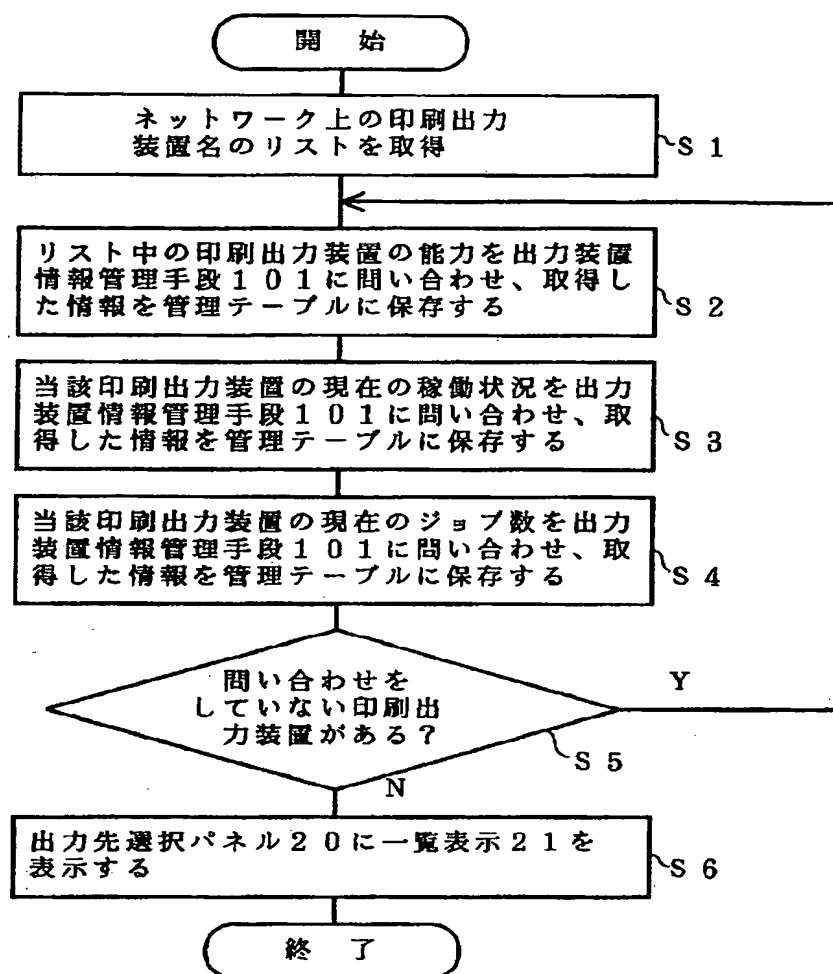 開 始
ネットワーク上の印刷出力
装置名のリストを取得
S 1
リスト中の印刷出力装置の能力を出力装置
情報管理手段101に問い合わせ、取得し
た情報を管理テーブルに保存する
S 2
当該印刷出力装置の現在の稼働状況を出力
装置情報管理手段101に問い合わせ、取
得した情報を管理テーブルに保存する
S 3
当該印刷出力装置の現在のジョブ数を出力
装置情報管理手段101に問い合わせ、取
得した情報を管理テーブルに保存する
S 4
問い合わせを
していない印刷出
力装置がある?
Y
S 5
N
出力先選択パネル20に一覧表示21を
表示する
S 6
終 了